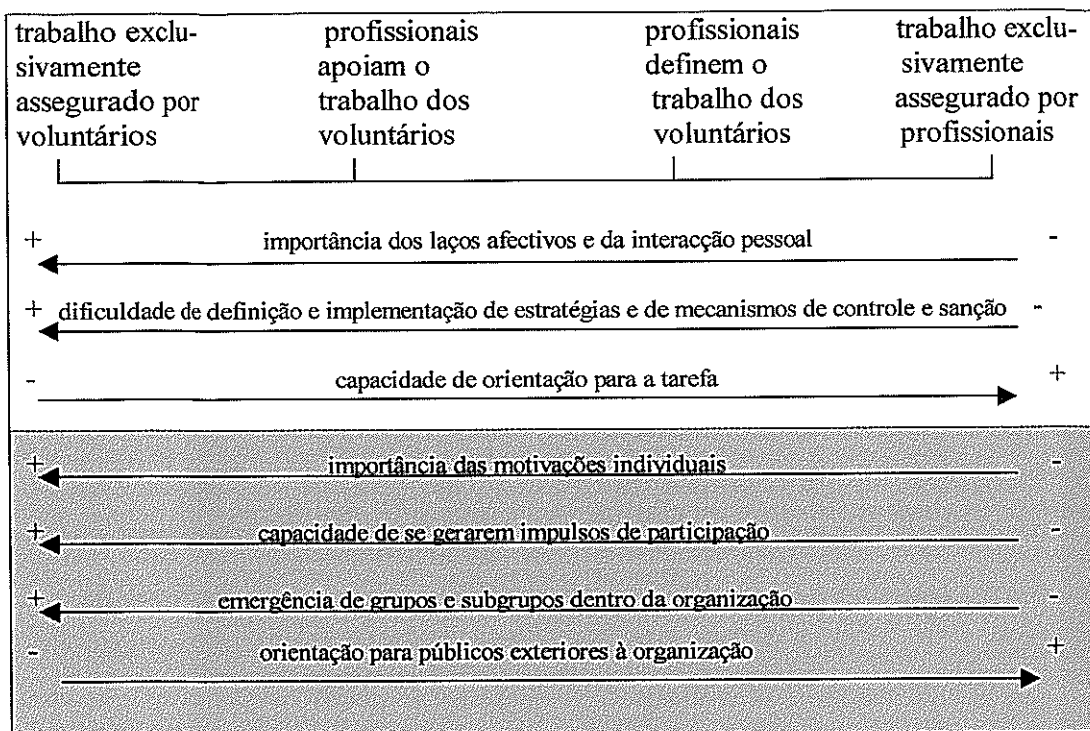 trabalho exclu-
sivamente
assegurado por
voluntários
profissionais
apoiam o
trabalho dos
voluntários
profissionais
definem o
trabalho dos
voluntários
trabalho exclu-
sivamente
assegurado por
profissionais
+ importância dos laços afectivos e da interacção pessoal -
+ dificuldade de definição e implementação de estratégias e de mecanismos de controle e sanção -
- capacidade de orientação para a tarefa +
+ importância das motivações individuais -
+ capacidade de se gerarem impulsos de participação -
+ emergência de grupos e subgrupos dentro da organização -
- orientação para públicos exteriores à organização +